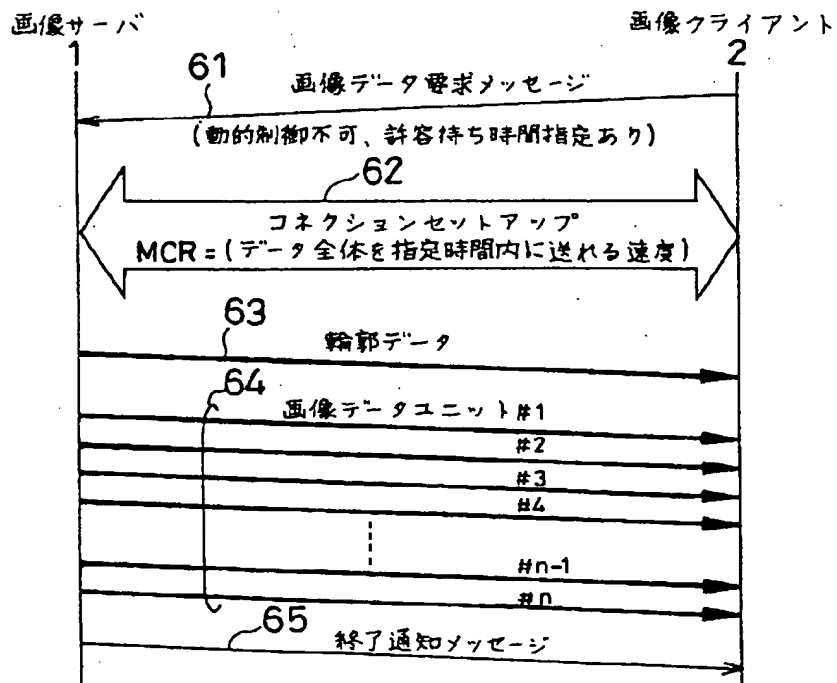 画像サーバ
1
画像クライアント
2
61
画像データ要求メッセージ
(動的制御不可、許容待ち時間指定あり)
62
コネクションセットアップ
MCR=(データ全体を指定時間内に送れる速度)
63
輪郭データ
64
画像データユニット#1
#2
#3
#4
#n-1
#n
65
終了通知メッセージ